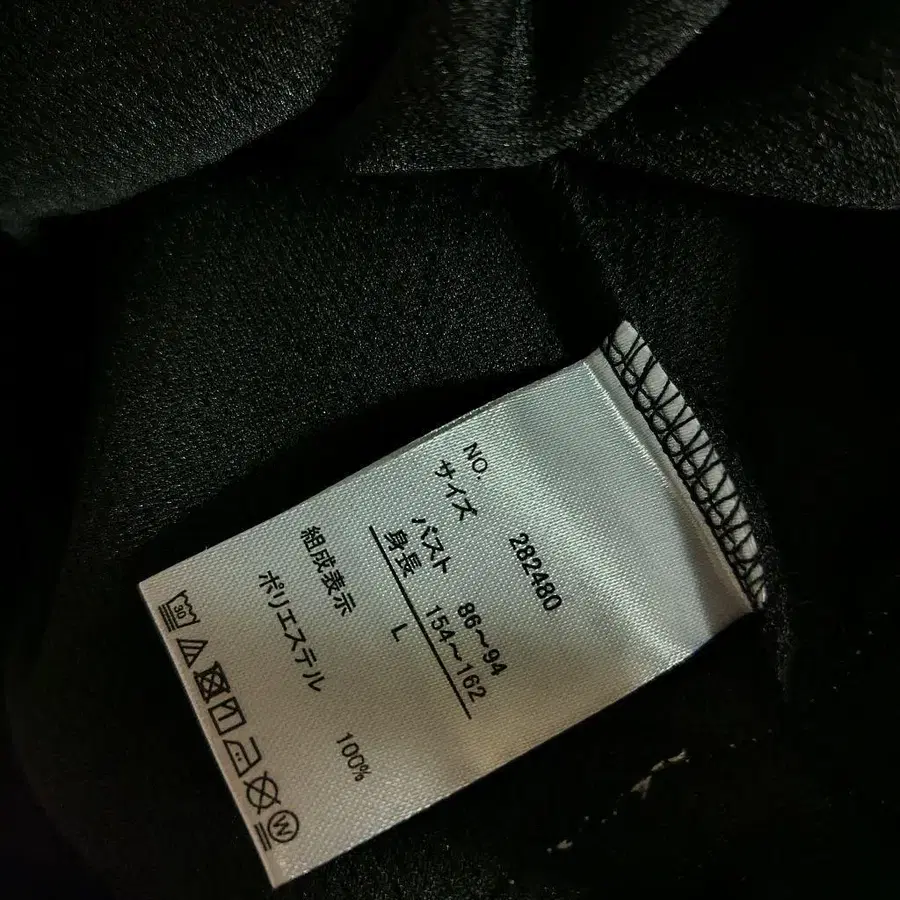 NO. 282480
サイズ
バスト 86～94
身長 154～162
L
組成表示
ポリエステル 100%
30
W